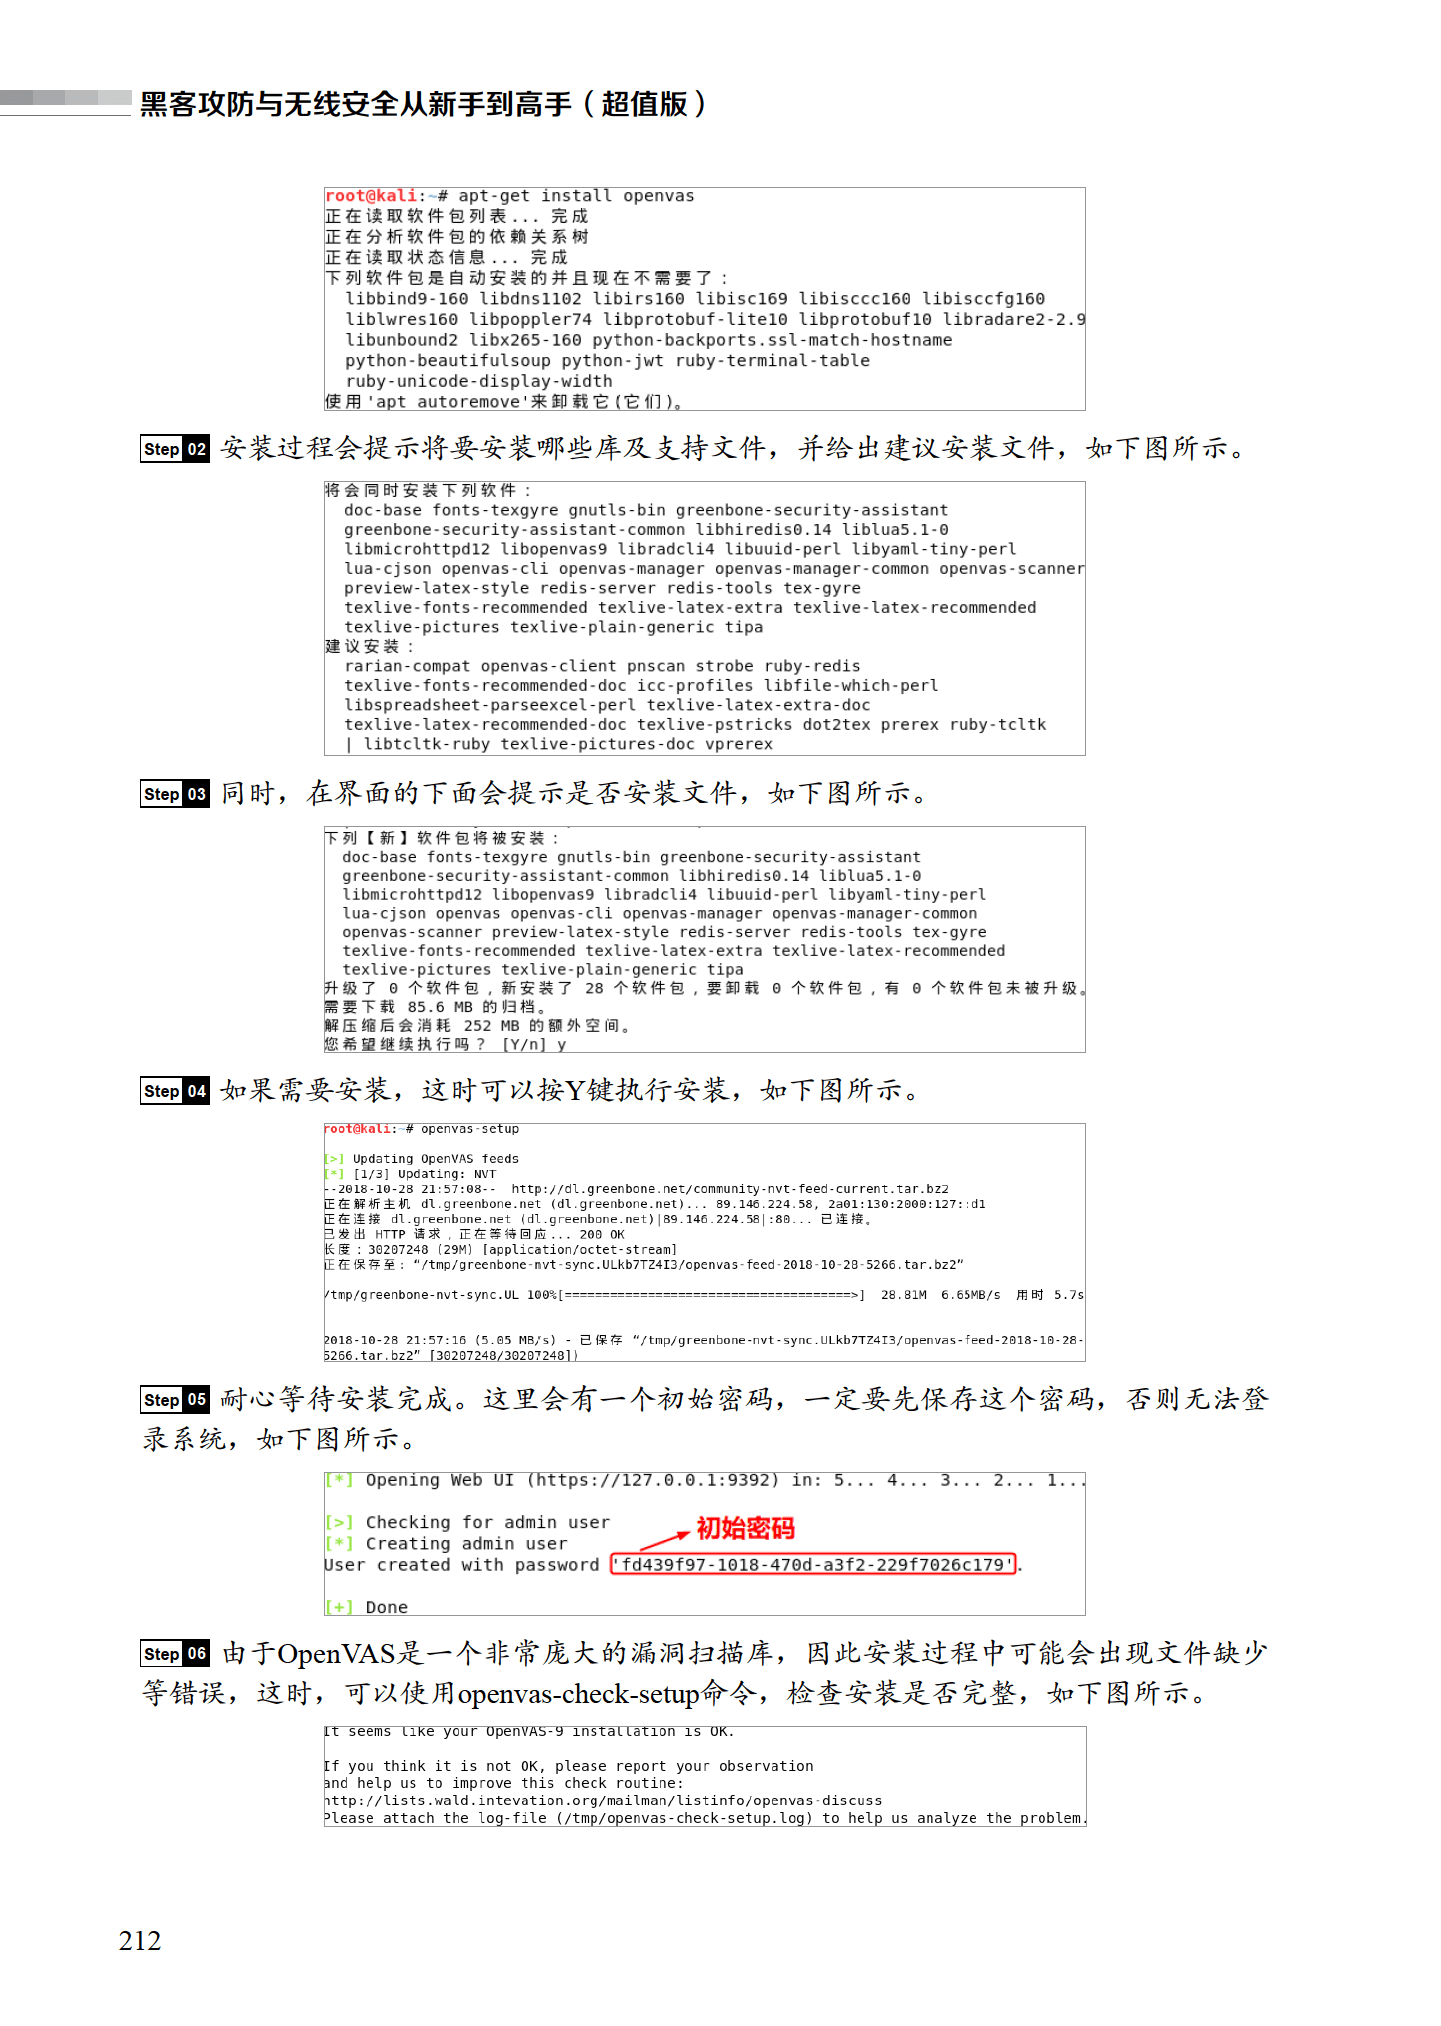 黑客攻防与无线安全从新手到高手（超值版）
root@kali:~# apt-get install openvas
正在读取软件包列表... 完成
正在分析软件包的依赖关系树
正在读取状态信息... 完成
下列软件包是自动安装的并且现在不需要了：
libbind9-160 libdns1102 libirs160 libisc169 libisccc160 libisccfg160
liblwres160 libpoppler74 libprotobuf-lite10 libprotobuf10 libradare2-2.9
libunbound2 libx265-160 python-backports.ssl-match-hostname
python-beautifulsoup python-jwt ruby-terminal-table
ruby-unicode-display-width
使用'apt autoremove'来卸载它(它们)。
Step 02 安装过程会提示将要安装哪些库及支持文件，并给出建议安装文件，如下图所示。
将会同时安装下列软件：
doc-base fonts-texgyre gnutls-bin greenbone-security-assistant
greenbone-security-assistant-common libhiredis0.14 liblua5.1-0
libmicrohttpd12 libopenvas9 libradcli4 libuuid-perl libyaml-tiny-perl
lua-cjson openvas-cli openvas-manager openvas-manager-common openvas-scanner
preview-latex-style redis-server redis-tools tex-gyre
texlive-fonts-recommended texlive-latex-extra texlive-latex-recommended
texlive-pictures texlive-plain-generic tipa
建议安装：
rarian-compat openvas-client pnscan strobe ruby-redis
texlive-fonts-recommended-doc icc-profiles libfile-which-perl
libspreadsheet-parseexcel-perl texlive-latex-extra-doc
texlive-latex-recommended-doc texlive-pstricks dot2tex prerex ruby-tcltk
| libtcltk-ruby texlive-pictures-doc vprerex
Step 03 同时，在界面的下面会提示是否安装文件，如下图所示。
下列【新】软件包将被安装：
doc-base fonts-texgyre gnutls-bin greenbone-security-assistant
greenbone-security-assistant-common libhiredis0.14 liblua5.1-0
libmicrohttpd12 libopenvas9 libradcli4 libuuid-perl libyaml-tiny-perl
lua-cjson openvas openvas-cli openvas-manager openvas-manager-common
openvas-scanner preview-latex-style redis-server redis-tools tex-gyre
texlive-fonts-recommended texlive-latex-extra texlive-latex-recommended
texlive-pictures texlive-plain-generic tipa
升级了 0 个软件包，新安装了 28 个软件包，要卸载 0 个软件包，有 0 个软件包未被升级。
需要下载 85.6 MB 的归档。
解压缩后会消耗 252 MB 的额外空间。
您希望继续执行吗？ [Y/n] y
Step 04 如果需要安装，这时可以按Y键执行安装，如下图所示。
root@kali:~# openvas-setup
[>] Updating OpenVAS feeds
[*] [1/3] Updating: NVT
--2018-10-28 21:57:08--  http://dl.greenbone.net/community-nvt-feed-current.tar.bz2
正在解析主机 dl.greenbone.net (dl.greenbone.net)... 89.146.224.58, 2a01:130:2000:127::d1
正在连接 dl.greenbone.net (dl.greenbone.net)|89.146.224.58|:80... 已连接。
已发出 HTTP 请求，正在等待回应... 200 OK
长度：30207248 (29M) [application/octet-stream]
正在保存至: “/tmp/greenbone-nvt-sync.ULkb7TZ4I3/openvas-feed-2018-10-28-5266.tar.bz2”
/tmp/greenbone-nvt-sync.UL 100%[======================================>]  28.81M  6.65MB/s  用时 5.7s
2018-10-28 21:57:16 (5.05 MB/s) - 已保存 “/tmp/greenbone-nvt-sync.ULkb7TZ4I3/openvas-feed-2018-10-28-
5266.tar.bz2” [30207248/30207248])
Step 05 耐心等待安装完成。这里会有一个初始密码，一定要先保存这个密码，否则无法登
录系统，如下图所示。
[*] Opening Web UI (https://127.0.0.1:9392) in: 5... 4... 3... 2... 1...
[>] Checking for admin user
初始密码
[*] Creating admin user
User created with password 'fd439f97-1018-470d-a3f2-229f7026c179'.
[+] Done
Step 06 由于OpenVAS是一个非常庞大的漏洞扫描库，因此安装过程中可能会出现文件缺少
等错误，这时，可以使用openvas-check-setup命令，检查安装是否完整，如下图所示。
It seems like your OpenVAS-9 installation is OK.
If you think it is not OK, please report your observation
and help us to improve this check routine:
http://lists.wald.intevation.org/mailman/listinfo/openvas-discuss
Please attach the log-file (/tmp/openvas-check-setup.log) to help us analyze the problem.
212